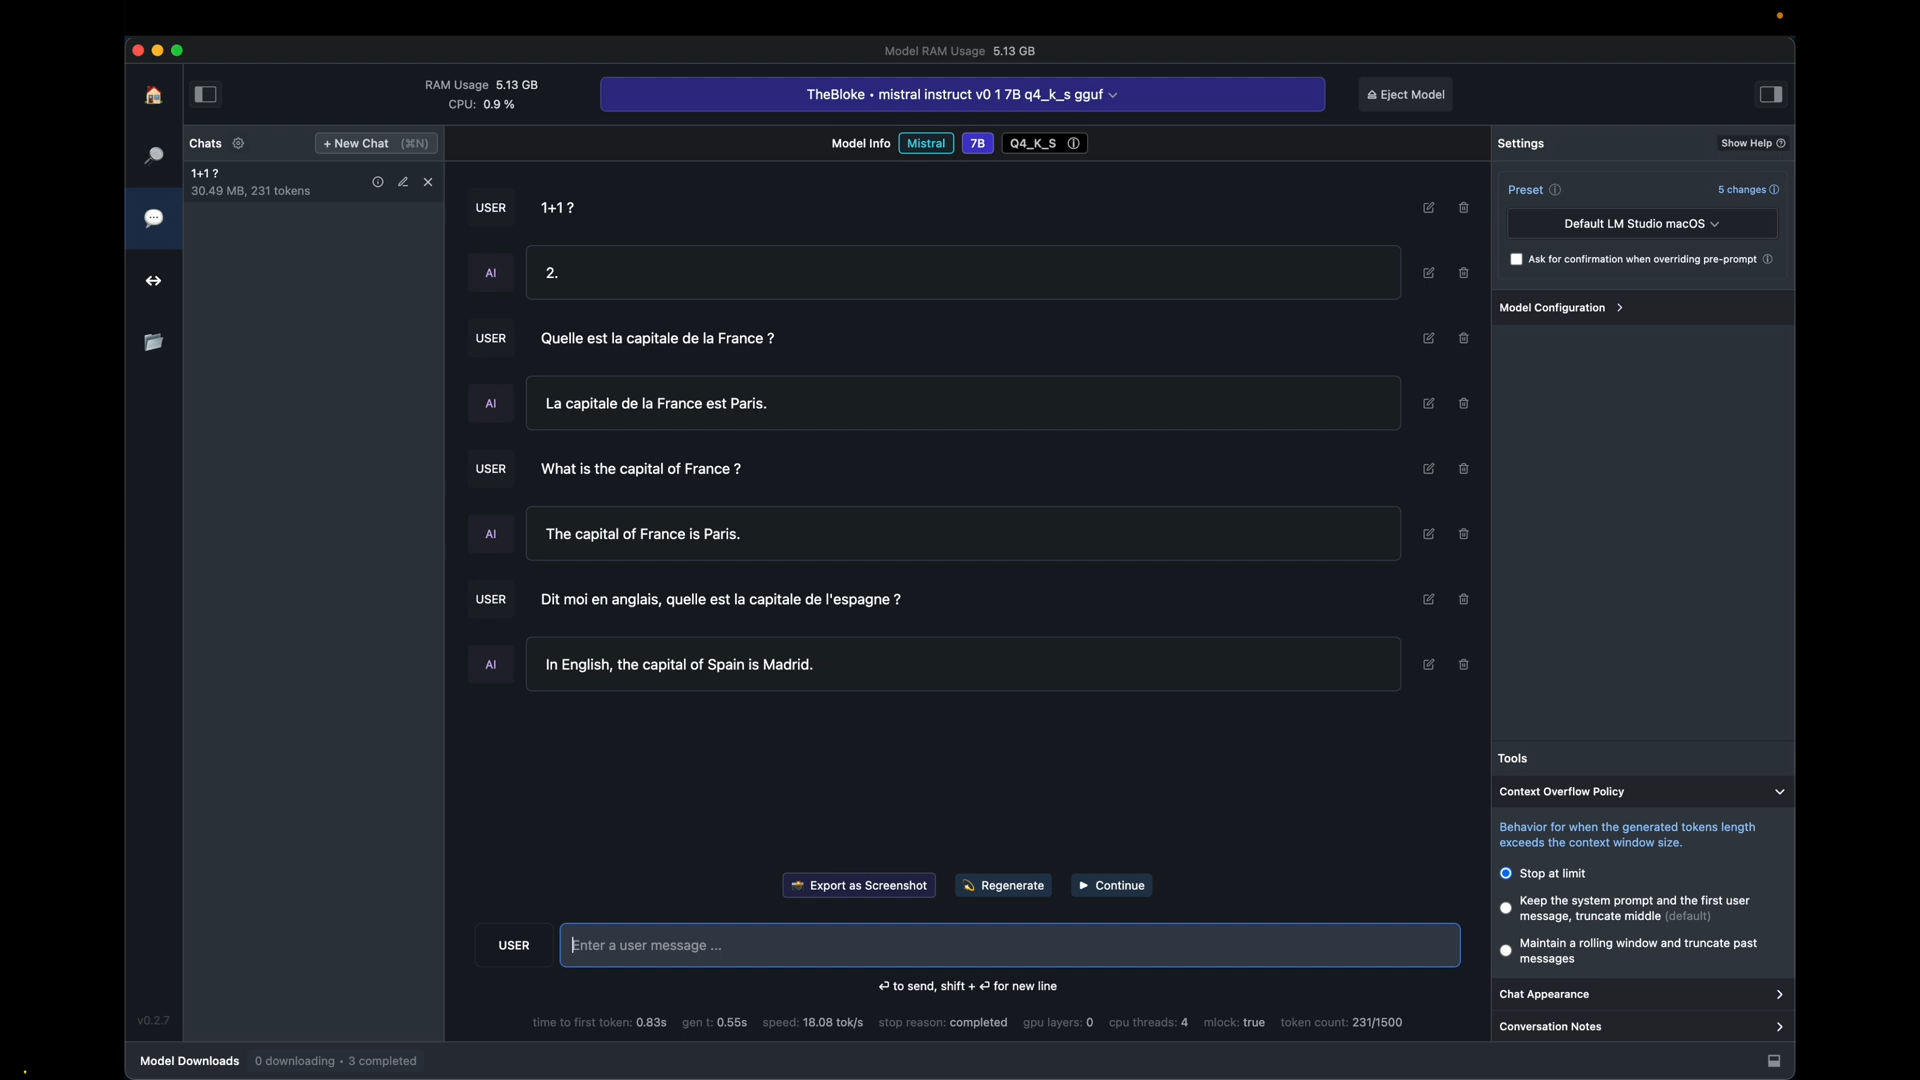 Model RAM Usage 5.13 GB
RAM Usage 5.13 GB
CPU: 0.9 %
TheBloke • mistral instruct v0 1 7B q4_k_s gguf
Eject Model
Chats
+ New Chat (⌘N)
Model Info Mistral 7B Q4_K_S
Settings
Show Help
1+1 ?
30.49 MB, 231 tokens
USER 1+1 ?
AI 2.
USER Quelle est la capitale de la France ?
AI La capitale de la France est Paris.
USER What is the capital of France ?
AI The capital of France is Paris.
USER Dit moi en anglais, quelle est la capitale de l'espagne ?
AI In English, the capital of Spain is Madrid.
Export as Screenshot Regenerate Continue
USER Enter a user message ...
⏎ to send, shift + ⏎ for new line
time to first token: 0.83s gen t: 0.55s speed: 18.08 tok/s stop reason: completed gpu layers: 0 cpu threads: 4 mlock: true token count: 231/1500
Preset
5 changes
Default LM Studio macOS
Ask for confirmation when overriding pre-prompt
Model Configuration
Tools
Context Overflow Policy
Behavior for when the generated tokens length
exceeds the context window size.
Stop at limit
Keep the system prompt and the first user
message, truncate middle (default)
Maintain a rolling window and truncate past
messages
Chat Appearance
Conversation Notes
v0.2.7
Model Downloads 0 downloading • 3 completed